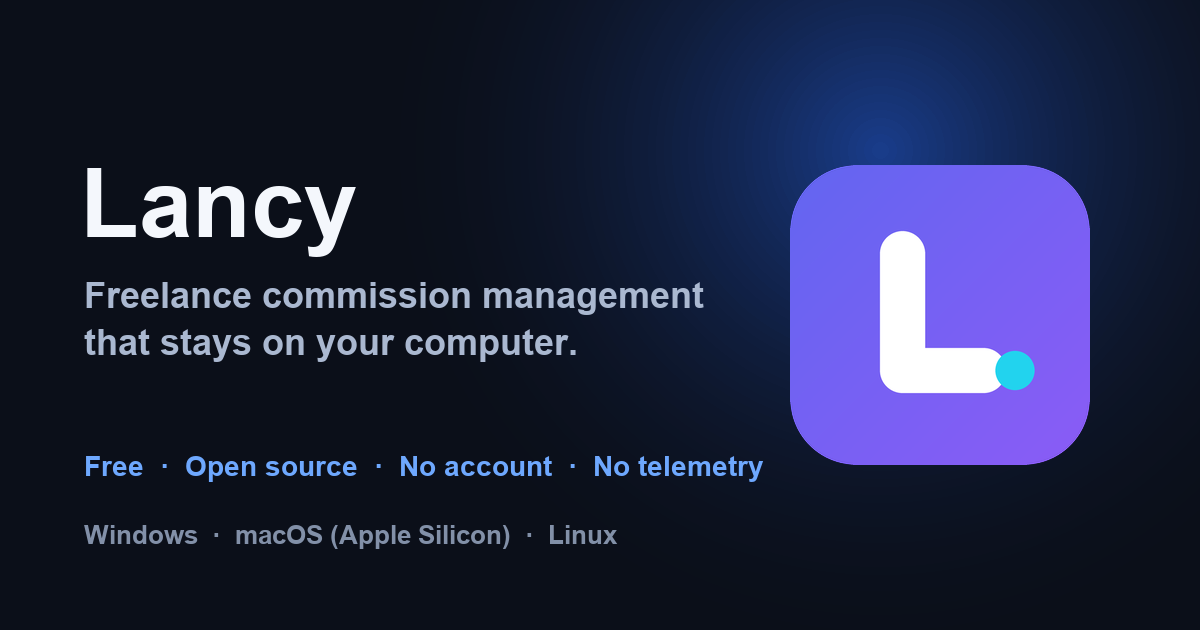 Lancy
Freelance commission management
that stays on your computer.
Free · Open source · No account · No telemetry
Windows · macOS (Apple Silicon) · Linux
L